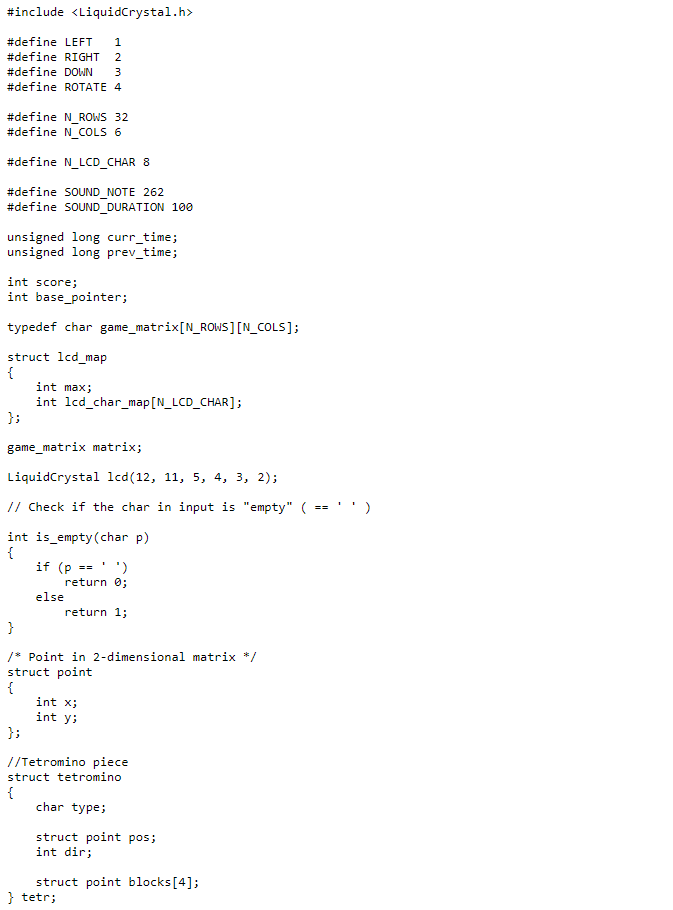 #include <LiquidCrystal.h>

#define LEFT   1
#define RIGHT  2
#define DOWN   3
#define ROTATE 4

#define N_ROWS 32
#define N_COLS 6

#define N_LCD_CHAR 8

#define SOUND_NOTE 262
#define SOUND_DURATION 100

unsigned long curr_time;
unsigned long prev_time;

int score;
int base_pointer;

typedef char game_matrix[N_ROWS][N_COLS];

struct lcd_map
{
    int max;
    int lcd_char_map[N_LCD_CHAR];
};

game_matrix matrix;

LiquidCrystal lcd(12, 11, 5, 4, 3, 2);

// Check if the char in input is "empty" ( == ' ' )

int is_empty(char p)
{
    if (p == ' ')
        return 0;
    else
        return 1;
}

/* Point in 2-dimensional matrix */
struct point
{
    int x;
    int y;
};

//Tetromino piece
struct tetromino
{
    char type;

    struct point pos;
    int dir;

    struct point blocks[4];
} tetr;